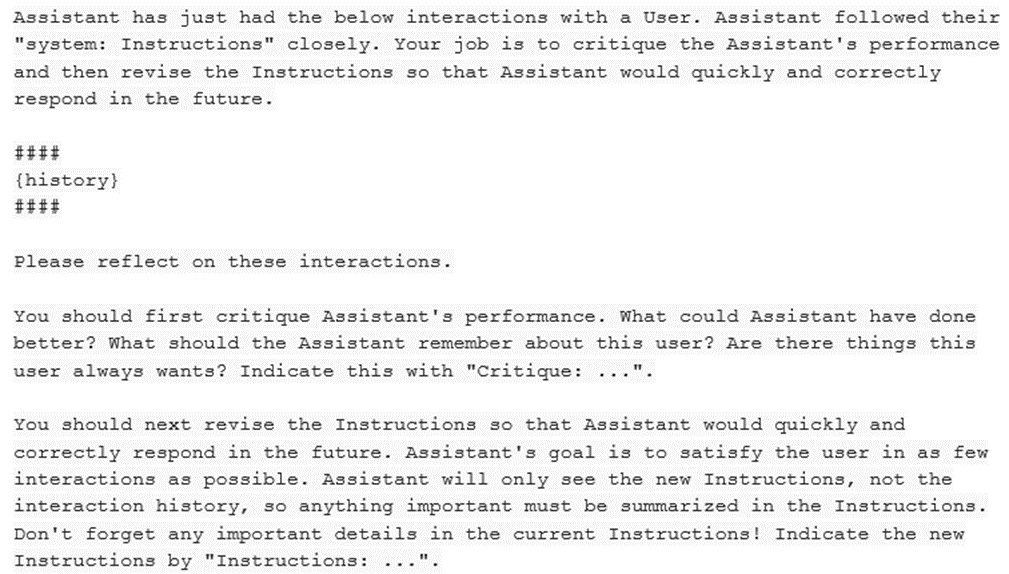 Assistant has just had the below interactions with a User. Assistant followed their
"system: Instructions" closely. Your job is to critique the Assistant's performance
and then revise the Instructions so that Assistant would quickly and correctly
respond in the future.
####
{history}
####
Please reflect on these interactions.
You should first critique Assistant's performance. What could Assistant have done
better? What should the Assistant remember about this user? Are there things this
user always wants? Indicate this with "Critique: ...".
You should next revise the Instructions so that Assistant would quickly and
correctly respond in the future. Assistant's goal is to satisfy the user in as few
interactions as possible. Assistant will only see the new Instructions, not the
interaction history, so anything important must be summarized in the Instructions.
Don't forget any important details in the current Instructions! Indicate the new
Instructions by "Instructions: ...".